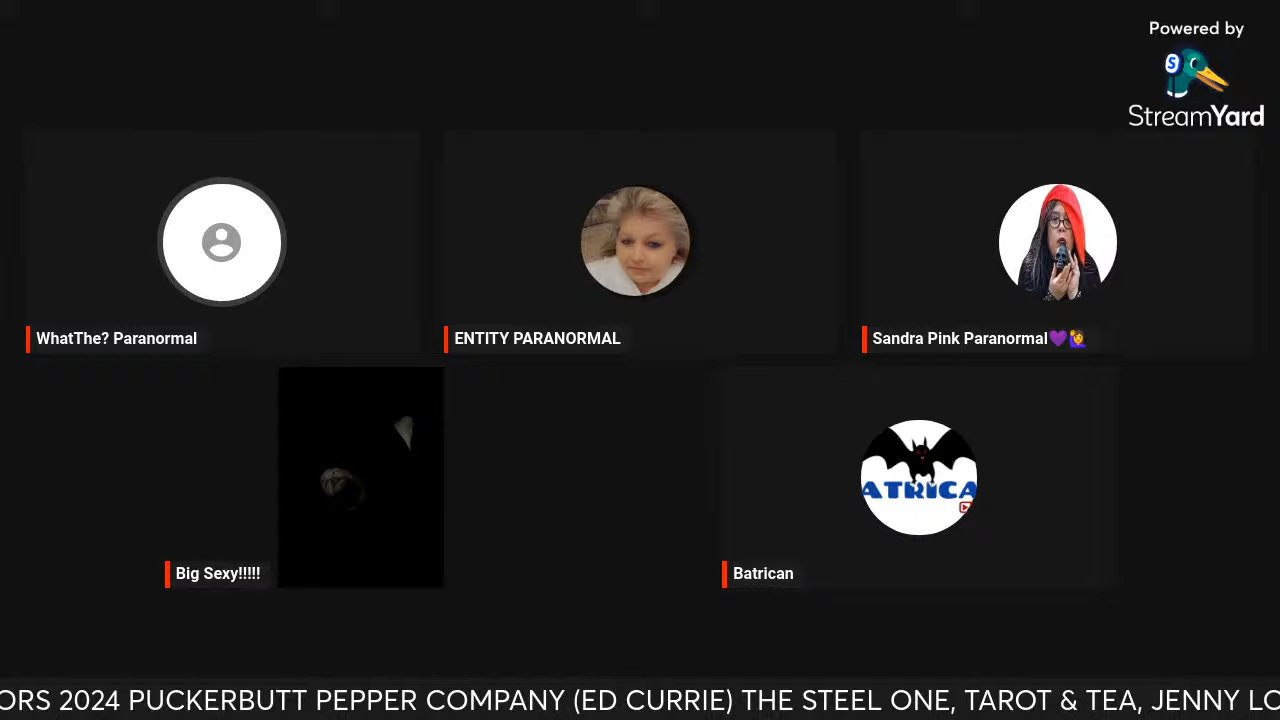 Powered by
StreamYard
WhatThe? Paranormal
ENTITY PARANORMAL
Sandra Pink Paranormal💜🙋‍♀️
ATRICA
Big Sexy!!!!!
Batrican
ORS 2024 PUCKERBUTT PEPPER COMPANY (ED CURRIE) THE STEEL ONE, TAROT & TEA, JENNY LO